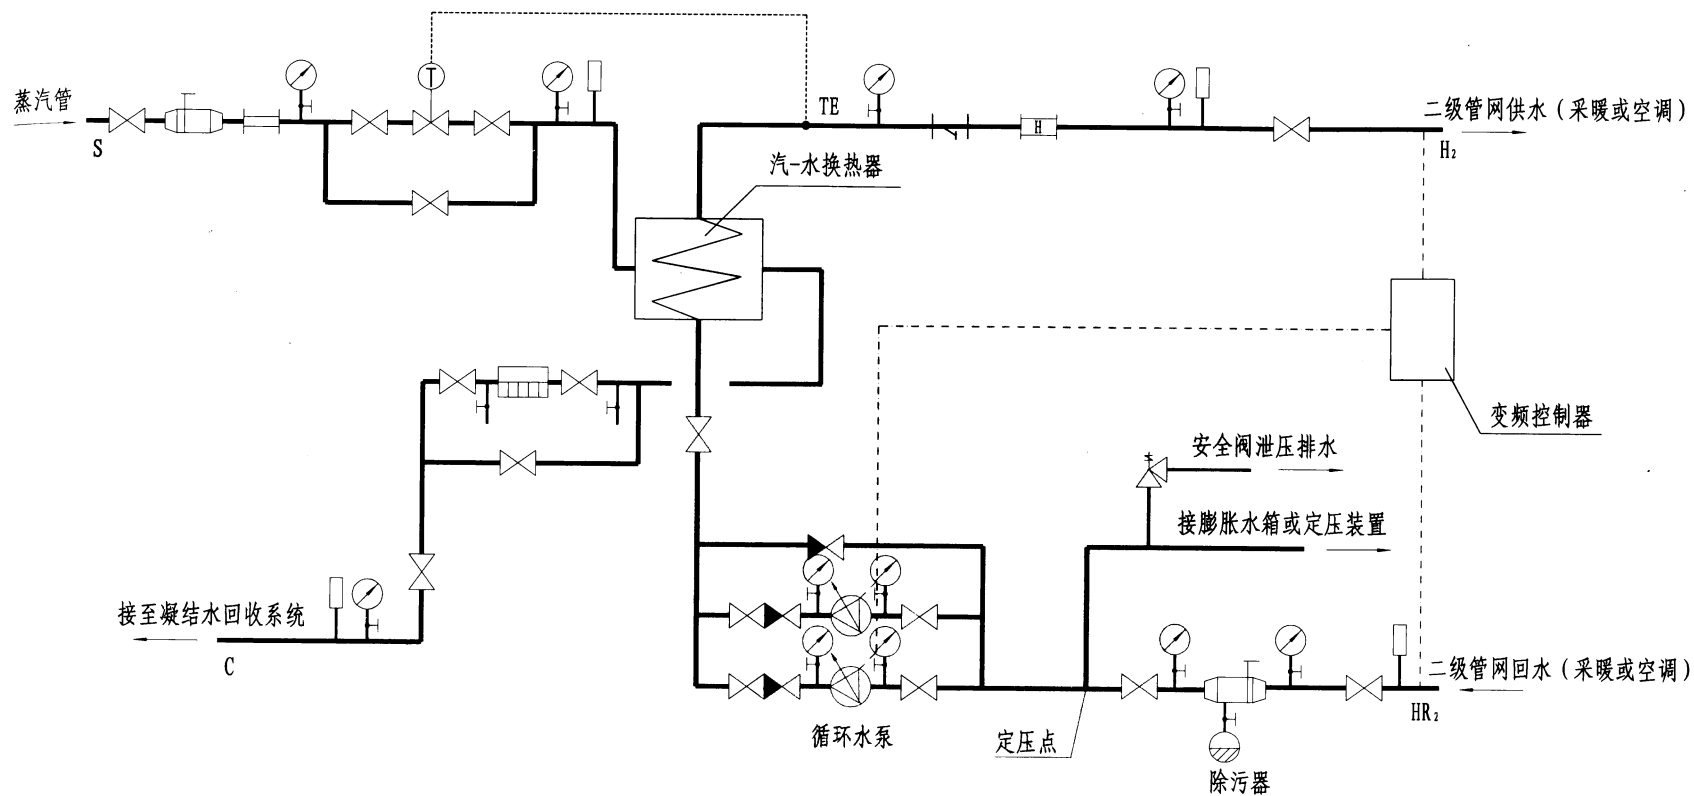 蒸汽管
S
T
TE
H
二级管网供水（采暖或空调）
H₂
汽-水换热器
变频控制器
安全阀泄压排水
接膨胀水箱或定压装置
接至凝结水回收系统
C
二级管网回水（采暖或空调）
HR₂
循环水泵
定压点
除污器